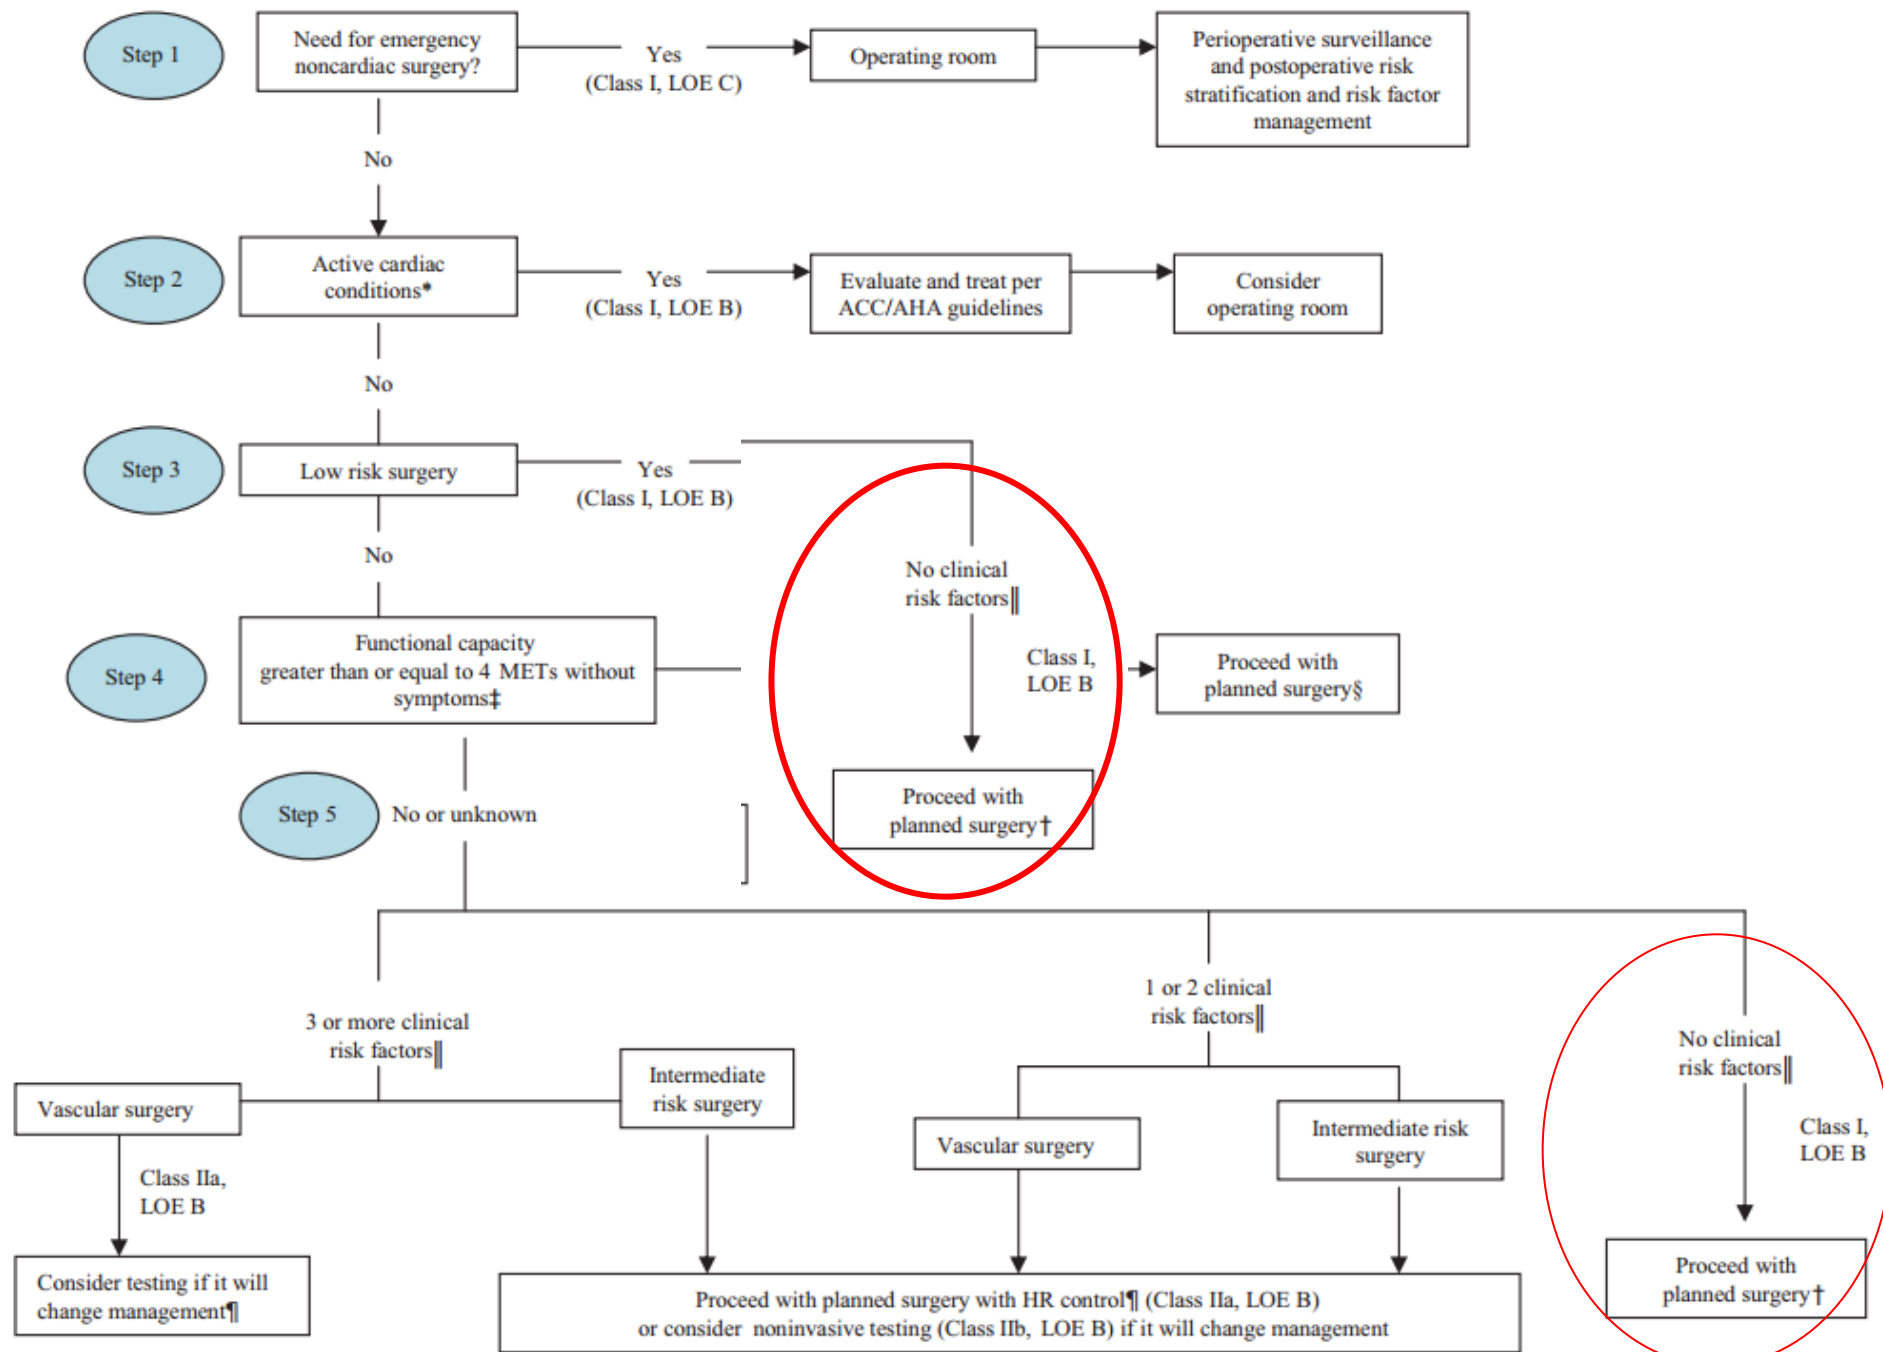 Step 1
Need for emergency
noncardiac surgery?
Yes
(Class I, LOE C)
Operating room
Perioperative surveillance
and postoperative risk
stratification and risk factor
management
No
Step 2
Active cardiac
conditions*
Yes
(Class I, LOE B)
Evaluate and treat per
ACC/AHA guidelines
Consider
operating room
No
Step 3
Low risk surgery
Yes
(Class I, LOE B)
No
No clinical
risk factors‖
Class I,
LOE B
Proceed with
planned surgery†
Step 4
Functional capacity
greater than or equal to 4 METs without
symptoms‡
Proceed with
planned surgery§
Step 5
No or unknown
3 or more clinical
risk factors‖
Vascular surgery
Class IIa,
LOE B
Consider testing if it will
change management¶
Intermediate
risk surgery
1 or 2 clinical
risk factors‖
Vascular surgery
Intermediate risk
surgery
Proceed with planned surgery with HR control¶ (Class IIa, LOE B)
or consider noninvasive testing (Class IIb, LOE B) if it will change management
No clinical
risk factors‖
Class I,
LOE B
Proceed with
planned surgery†